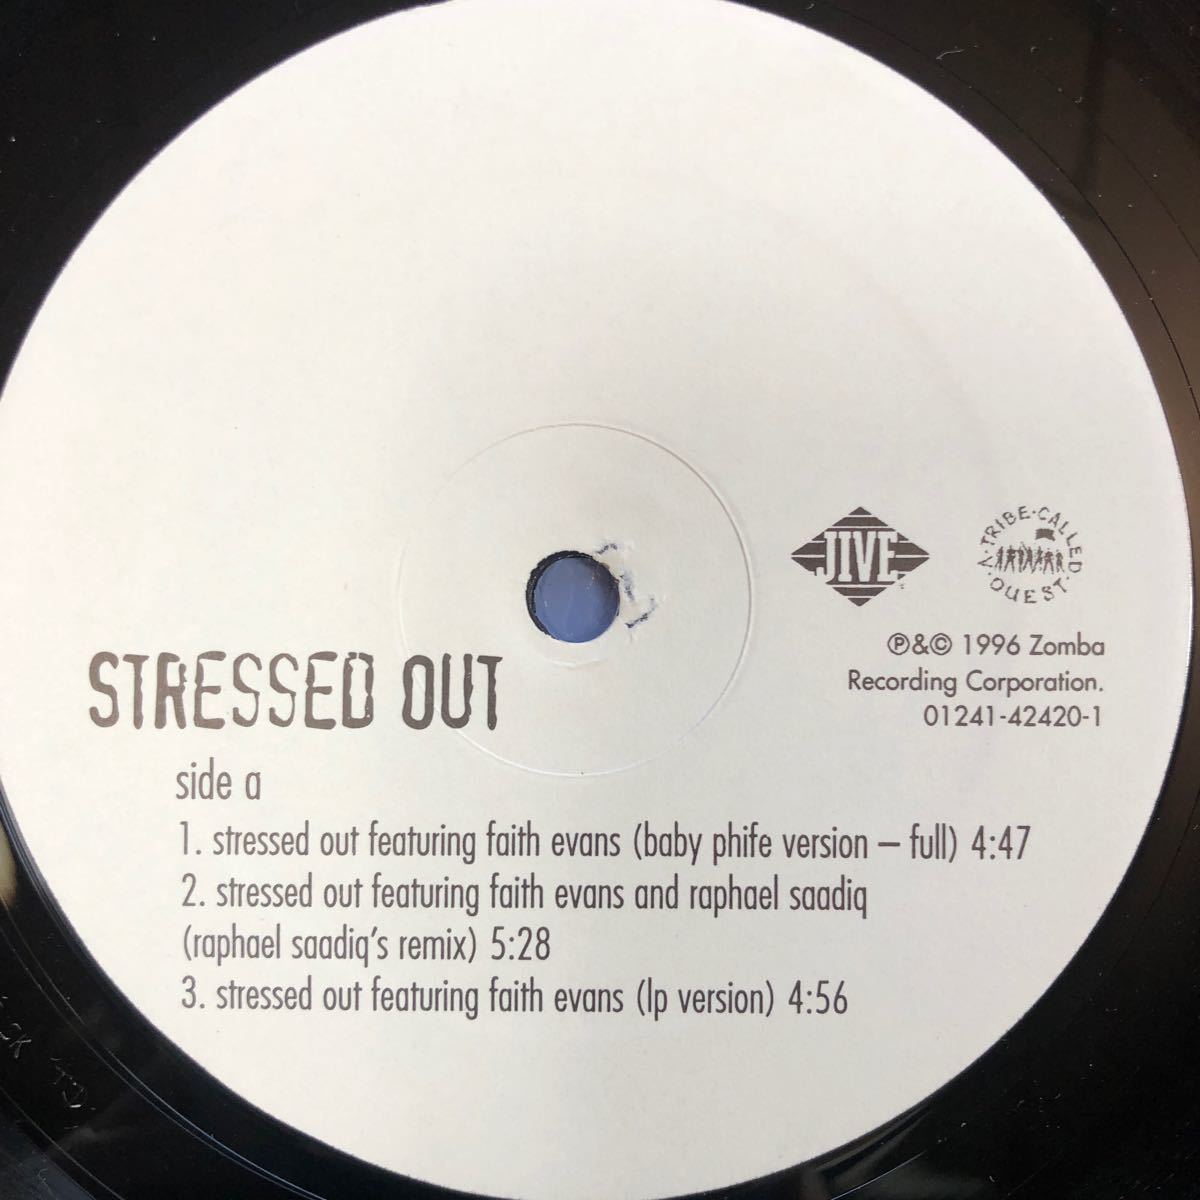 JIVE
A·TRIBE·CALLED
·QUEST·
℗&© 1996 Zomba
Recording Corporation.
01241-42420-1
STRESSED OUT
side a
1. stressed out featuring faith evans (baby phife version – full) 4:47
2. stressed out featuring faith evans and raphael saadiq
(raphael saadiq's remix) 5:28
3. stressed out featuring faith evans (lp version) 4:56